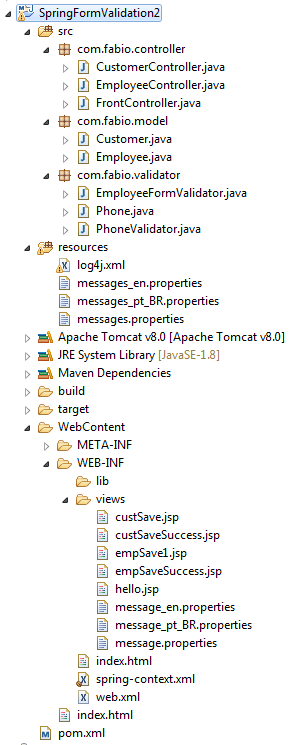 SpringFormValidation2
src
com.fabio.controller
CustomerController.java
EmployeeController.java
FrontController.java
com.fabio.model
Customer.java
Employee.java
com.fabio.validator
EmployeeFormValidator.java
Phone.java
PhoneValidator.java
resources
log4j.xml
messages_en.properties
messages_pt_BR.properties
messages.properties
Apache Tomcat v8.0 [Apache Tomcat v8.0]
JRE System Library [JavaSE-1.8]
Maven Dependencies
build
target
WebContent
META-INF
WEB-INF
lib
views
custSave.jsp
custSaveSuccess.jsp
empSave1.jsp
empSaveSuccess.jsp
hello.jsp
message_en.properties
message_pt_BR.properties
message.properties
index.html
spring-context.xml
web.xml
index.html
pom.xml